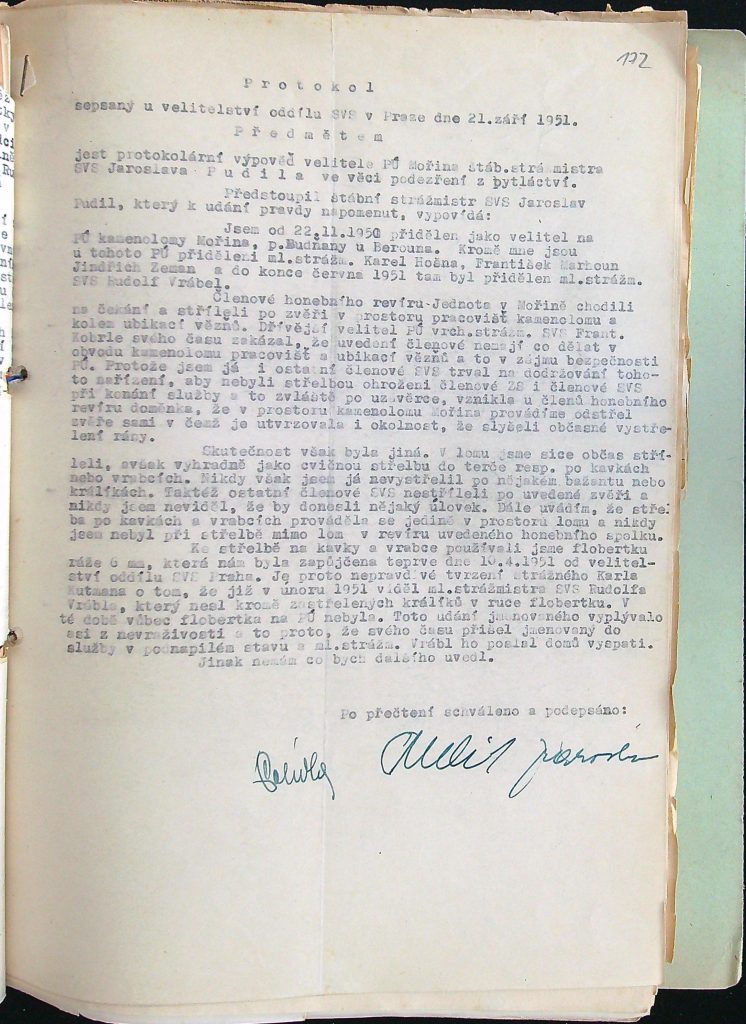 172
P r o t o k o l
sepsaný u velitelství oddílu SVS v Praze dne 21.září 1951.
P ř e d m ě t e m
jest protokolární výpověď velitele PÚ Mořina štáb.strážmistra
SVS Jaroslava P u d i l a ve věci podezření z pytláctví.
Předstoupil štábní strážmistr SVS Jaroslav
Pudil, který k udání pravdy napomenut, vypovídá:
Jsem od 22.11.1950 přidělen jako velitel na
PÚ kamenolomy Mořina, p.Budňany u Berouna. Kromě mne jsou
u tohoto PÚ přiděleni ml.strážm. Karel Hošna, František Marhoun
Jindřich Zeman a do konce června 1951 tam byl přidělen ml.strážm.
SVS Rudolf Vrábel.
Členové honebního revíru Jednota v Mořině chodili
na čekání a stříleli po zvěři v prostoru pracovišť kamenolomu a
kolem ubikací vězňů. Dřívější velitel PÚ vrch.strážm. SVS Frant.
Kobrle svého času zakázal, že uvedení členové nemají co dělat v
obvodu kamenolomu pracovišť a ubikací vězňů a to v zájmu bezpečnosti
PÚ. Protože jsem já i ostatní členové SVS trval na dodržování toho-
to nařízení, aby nebyli střelbou ohroženi členové ZS i členové SVS
při konání služby a to zvláště po uzávěrce, vznikla u členů honebního
revíru domněnka, že v prostoru kamenolomu Mořina provádíme odstřel
zvěře sami v čemž je utvrzovala i okolnost, že slyšeli občasné vystře-
lení rány.
Skutečnost však byla jiná. V lomu jsme sice občas stří-
leli, avšak výhradně jako cvičnou střelbu do terče resp. po kavkách
nebo vrabcích. Nikdy však jsem já nevystřelil po nějakém bažantu nebo
králíkách. Taktéž ostatní členové SVS nestříleli po uvedené zvěři a
nikdy jsem neviděl, že by donesli nějaký úlovek. Dále uvádím, že střel
ba po kavkách a vrabcích prováděla se jedině v prostoru lomu a nikdy
jsem nebyl při střelbě mimo lom v revíru uvedeného honebního spolku.
Ke střelbě na kavky a vrabce používali jsme flobertku
ráže 6 mm, která nám byla zapůjčena teprve dne 10.4.1951 od velitel-
ství oddílu SVS Praha. Je proto nepravdivé tvrzení strážného Karla
Kutmana o tom, že již v únoru 1951 viděl ml.strážmistra SVS Rudolfa
Vrábla, který nesl kromě zastřelených králíků v ruce flobertku. V
té době vůbec flobertka na PÚ nebyla. Toto udání jmenovaného vyplývalo
asi z nevraživosti a to proto, že svého času přišel jmenovaný do
služby v podnapilém stavu a ml.strážm. Vrábl ho poslal domů vyspati.
Jinak nemám co bych dalšího uvedl.
Po přečtení schváleno a podepsáno: